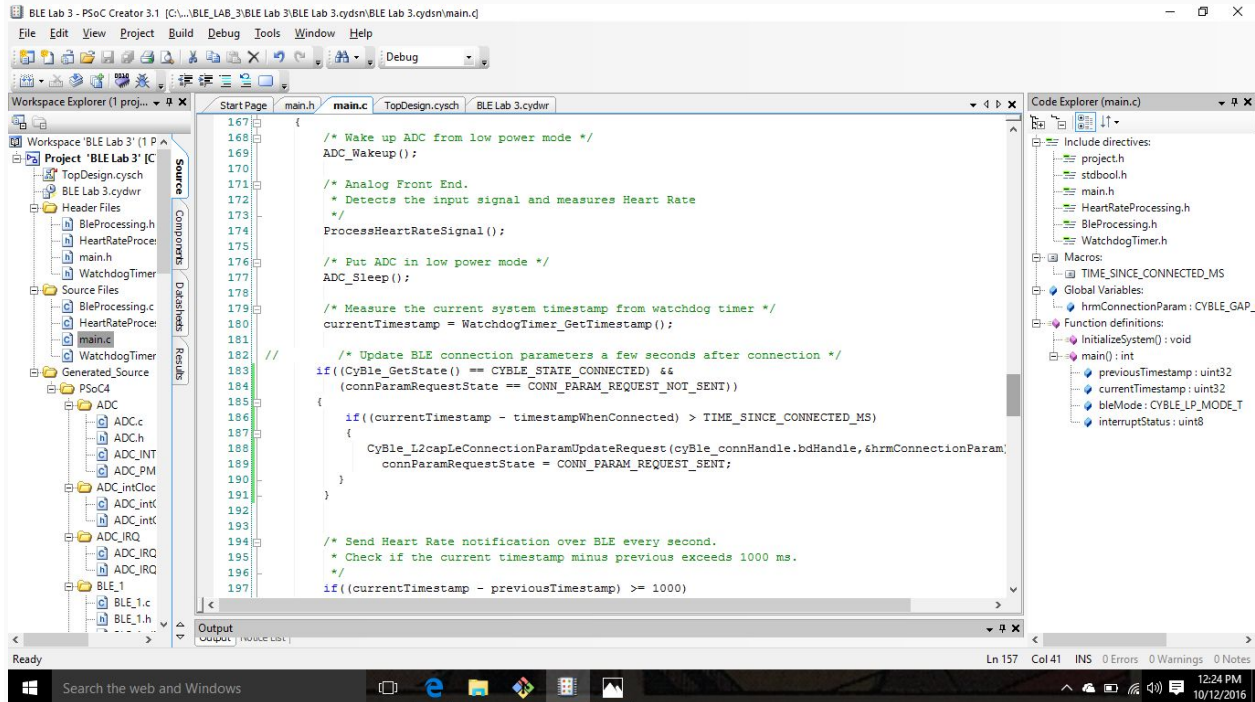 BLE Lab 3 - PSoC Creator 3.1 [C:\...\BLE_LAB_3\BLE Lab 3\BLE Lab 3.cydsn\BLE Lab 3.cydsn\main.c]
File Edit View Project Build Debug Tools Window Help
Debug
Workspace Explorer (1 proj...
Workspace 'BLE Lab 3' (1 P
Project 'BLE Lab 3' [C
TopDesign.cysch
BLE Lab 3.cydwr
Header Files
BleProcessing.h
HeartRateProce
main.h
WatchdogTimer
Source Files
BleProcessing.c
HeartRateProce
main.c
WatchdogTimer
Generated_Source
PSoC4
ADC
ADC.c
ADC.h
ADC_INT
ADC_PM
ADC_intCloc
ADC_int
ADC_int
ADC_IRQ
ADC_IRQ
ADC_IRQ
BLE_1
BLE_1.c
BLE_1.h
Source
Components
Datasheets
Results
Start Page main.h main.c TopDesign.cysch BLE Lab 3.cydwr
167 {
168 /* Wake up ADC from low power mode */
169 ADC_Wakeup();
170
171 /* Analog Front End.
172 * Detects the input signal and measures Heart Rate
173 */
174 ProcessHeartRateSignal();
175
176 /* Put ADC in low power mode */
177 ADC_Sleep();
178
179 /* Measure the current system timestamp from watchdog timer */
180 currentTimestamp = WatchdogTimer_GetTimestamp();
181
182 // /* Update BLE connection parameters a few seconds after connection */
183 if((CyBle_GetState() == CYBLE_STATE_CONNECTED) &&
184 (connParamRequestState == CONN_PARAM_REQUEST_NOT_SENT))
185 {
186 if((currentTimestamp - timestampWhenConnected) > TIME_SINCE_CONNECTED_MS)
187 {
188 CyBle_L2capLeConnectionParamUpdateRequest(cyBle_connHandle.bdHandle,&hrmConnectionParam)
189 connParamRequestState = CONN_PARAM_REQUEST_SENT;
190 }
191 }
192
193
194 /* Send Heart Rate notification over BLE every second.
195 * Check if the current timestamp minus previous exceeds 1000 ms.
196 */
197 if((currentTimestamp - previousTimestamp) >= 1000)
Output
Output Notice List
Code Explorer (main.c)
Include directives:
project.h
stdbool.h
main.h
HeartRateProcessing.h
BleProcessing.h
WatchdogTimer.h
Macros:
TIME_SINCE_CONNECTED_MS
Global Variables:
hrmConnectionParam : CYBLE_GAP_
Function definitions:
InitializeSystem() : void
main() : int
previousTimestamp : uint32
currentTimestamp : uint32
bleMode : CYBLE_LP_MODE_T
interruptStatus : uint8
Ready
Ln 157 Col 41 INS 0 Errors 0 Warnings 0 Notes
Search the web and Windows
12:24 PM
10/12/2016